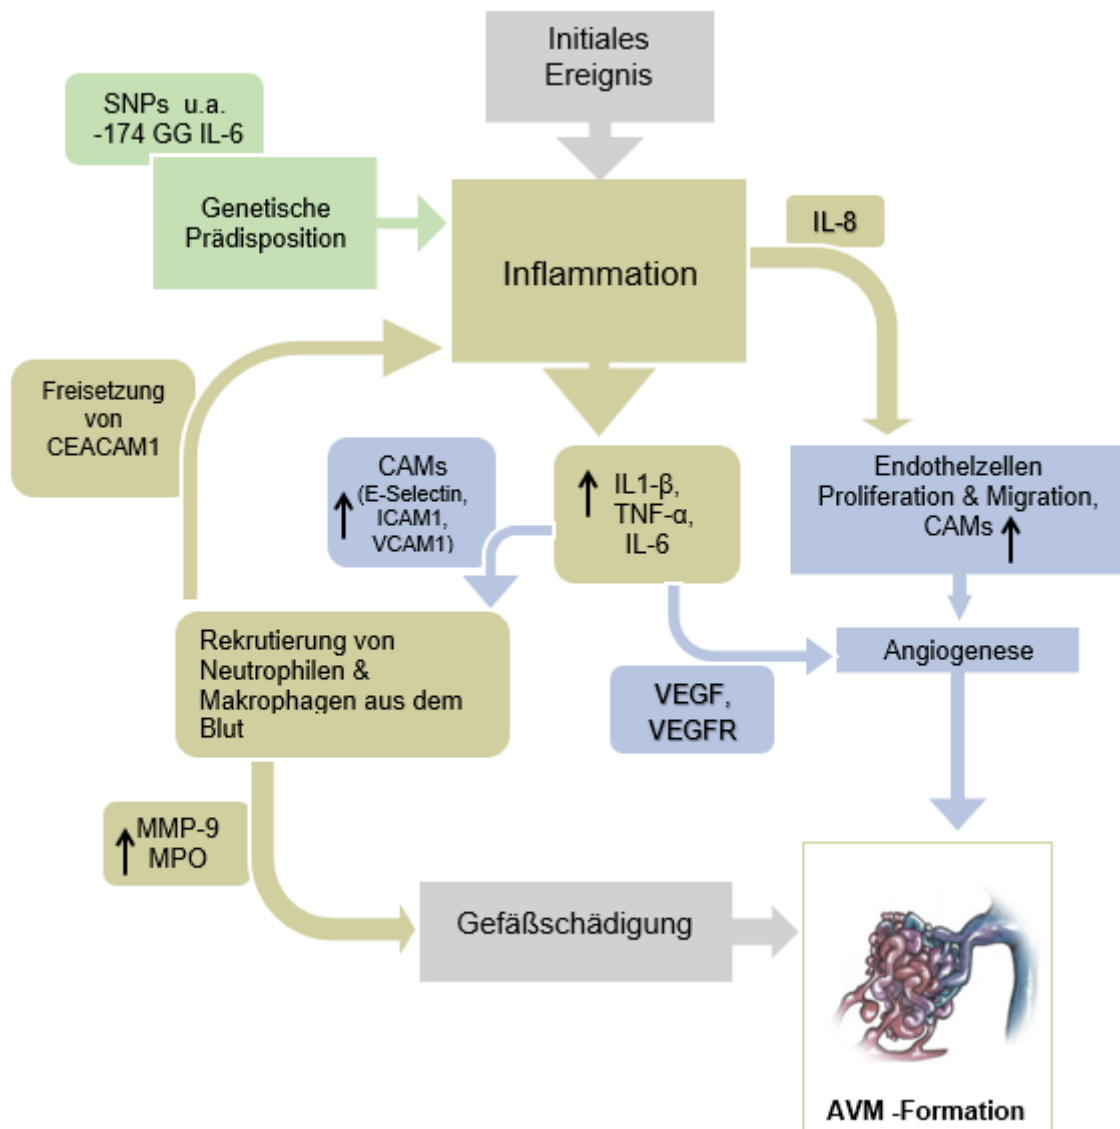 Initiales
Ereignis
SNPs u.a.
-174 GG IL-6
Genetische
Prädisposition
Inflammation
IL-8
Freisetzung
von
CEACAM1
CAMs
(E-Selectin,
ICAM1,
VCAM1)
IL1-β,
TNF-α,
IL-6
Endothelzellen
Proliferation & Migration,
CAMs
Rekrutierung von
Neutrophilen &
Makrophagen aus dem
Blut
Angiogenese
VEGF,
VEGFR
MMP-9
MPO
Gefäßschädigung
AVM -Formation